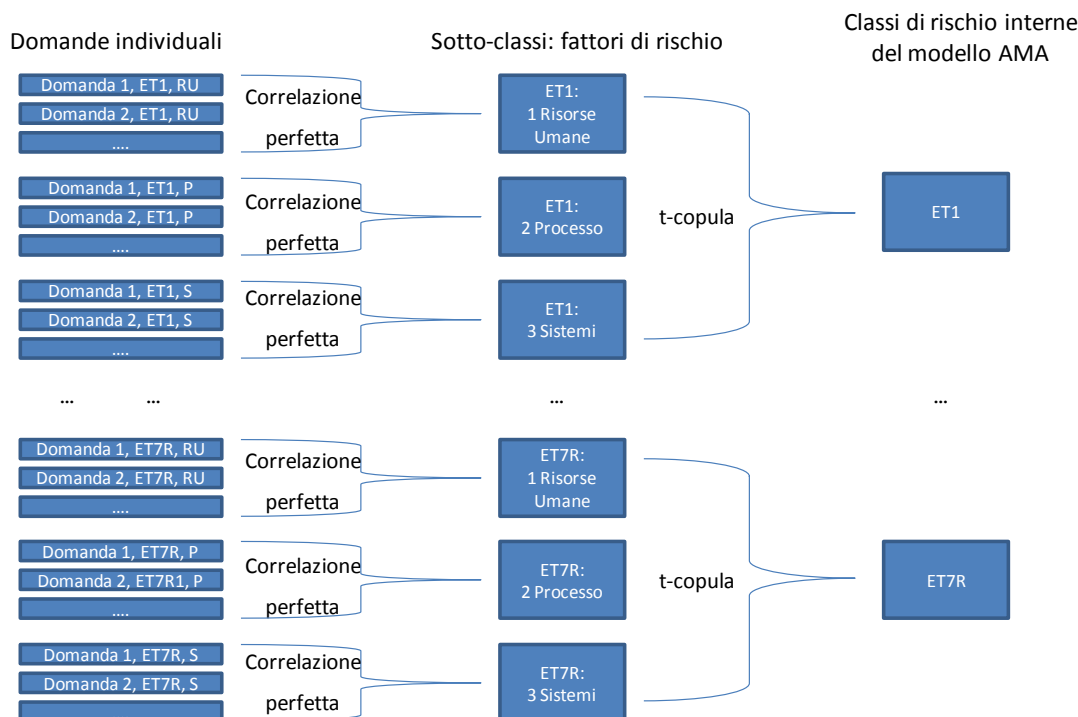 Domande individuali
Sotto-classi: fattori di rischio
Classi di rischio interne
del modello AMA
Domanda 1, ET1, RU
Domanda 2, ET1, RU
....
Correlazione
perfetta
ET1:
1 Risorse
Umane
Domanda 1, ET1, P
Domanda 2, ET1, P
....
Correlazione
perfetta
ET1:
2 Processo
t-copula
ET1
Domanda 1, ET1, S
Domanda 2, ET1, S
....
Correlazione
perfetta
ET1:
3 Sistemi
... ...
...
...
Domanda 1, ET7R, RU
Domanda 2, ET7R, RU
....
Correlazione
perfetta
ET7R:
1 Risorse
Umane
Domanda 1, ET7R, P
Domanda 2, ET7R1, P
....
Correlazione
perfetta
ET7R:
2 Processo
t-copula
ET7R
Domanda 1, ET7R, S
Domanda 2, ET7R, S
Correlazione
perfetta
ET7R:
3 Sistemi